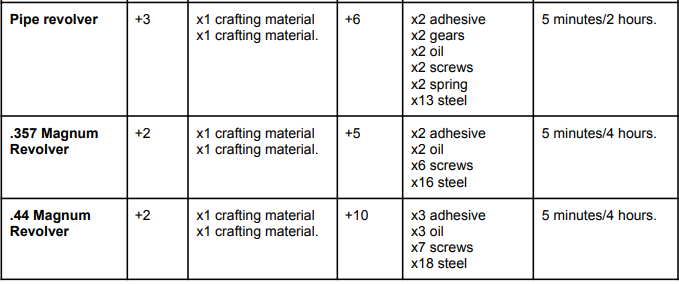 Pipe revolver +3 x1 crafting material +6 x2 adhesive 5 minutes/2 hours.
x1 crafting material. x2 gears
x2 oil
x2 screws
x2 spring
x13 steel
.357 Magnum +2 x1 crafting material +5 x2 adhesive 5 minutes/4 hours.
Revolver x1 crafting material. x2 oil
x6 screws
x16 steel
.44 Magnum +2 x1 crafting material +10 x3 adhesive 5 minutes/4 hours.
Revolver x1 crafting material. x3 oil
x7 screws
x18 steel